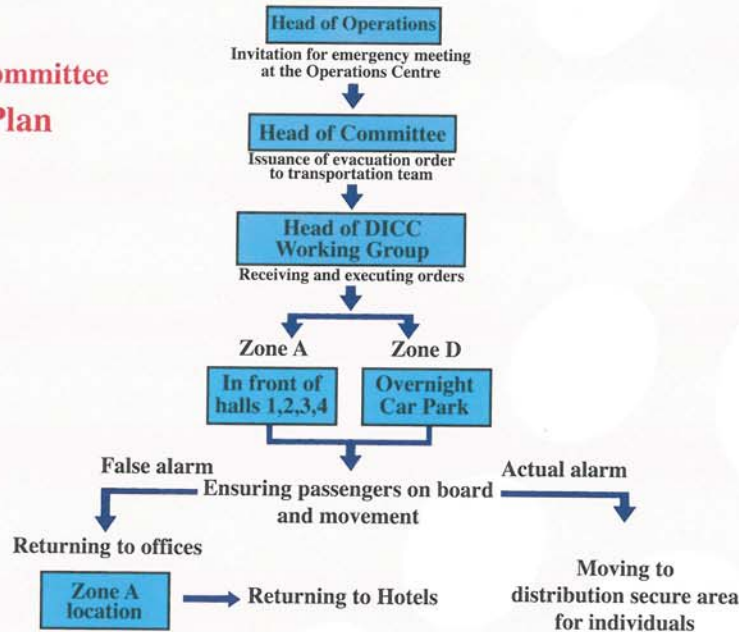 Head of Operations
Invitation for emergency meeting
at the Operations Centre
Plan
Head of Committee
Issuance of evacuation order
to transportation team
Head of DICC
Working Group
Receiving and executing orders
Zone A
Zone D
In front of
halls 1,2,3,4
Overnight
Car Park
False alarm
Actual alarm
Ensuring passengers on board
and movement
Returning to offices
Zone A
location
Returning to Hotels
Moving to
distribution secure area
for individuals